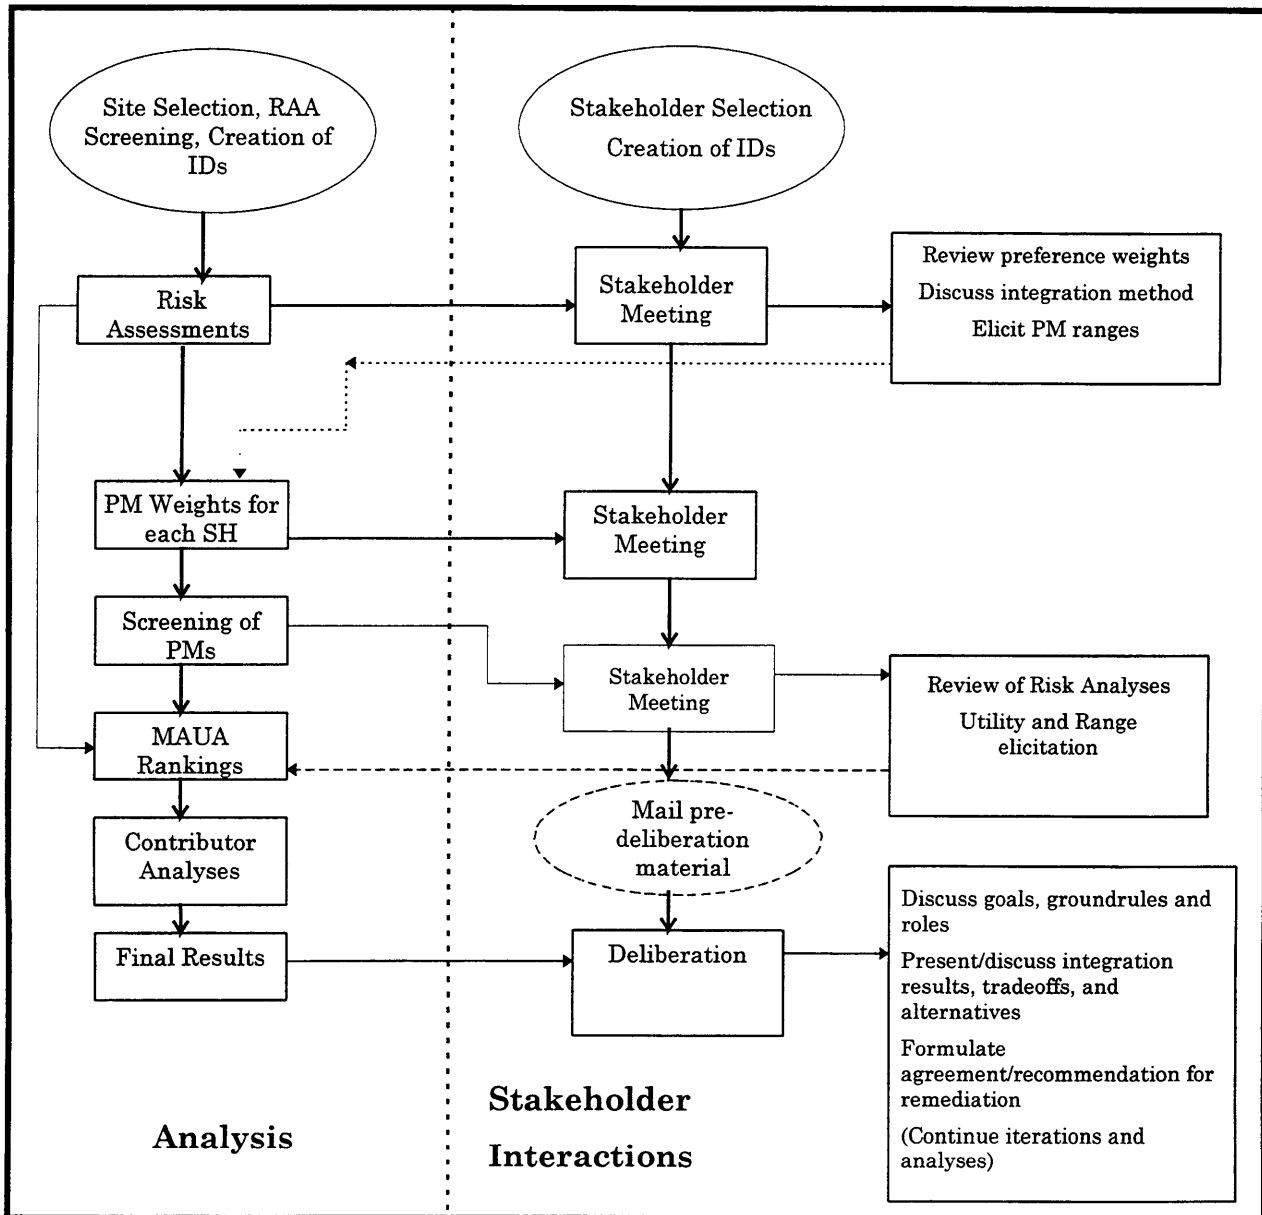 Site Selection, RAA
Screening, Creation of
IDs
Stakeholder Selection
Creation of IDs
Risk
Assessments
Stakeholder
Meeting
Review preference weights
Discuss integration method
Elicit PM ranges
PM Weights for
each SH
Stakeholder
Meeting
Screening of
PMs
Stakeholder
Meeting
Review of Risk Analyses
Utility and Range
elicitation
MAUA
Rankings
Mail pre-
deliberation
material
Contributor
Analyses
Final Results
Deliberation
Discuss goals, groundrules and
roles
Present/discuss integration
results, tradeoffs, and
alternatives
Formulate
agreement/recommendation for
remediation
(Continue iterations and
analyses)
Analysis
Stakeholder
Interactions